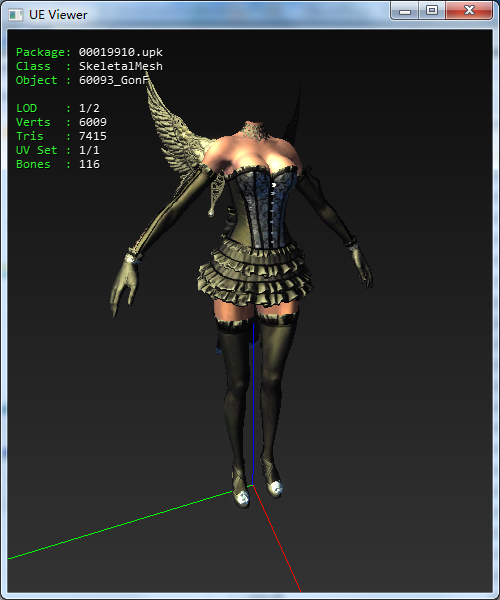 UE Viewer
Package: 00019910.upk
Class : SkeletalMesh
Object : 60093_GonF
LOD : 1/2
Verts : 6009
Tris : 7415
UV Set : 1/1
Bones : 116